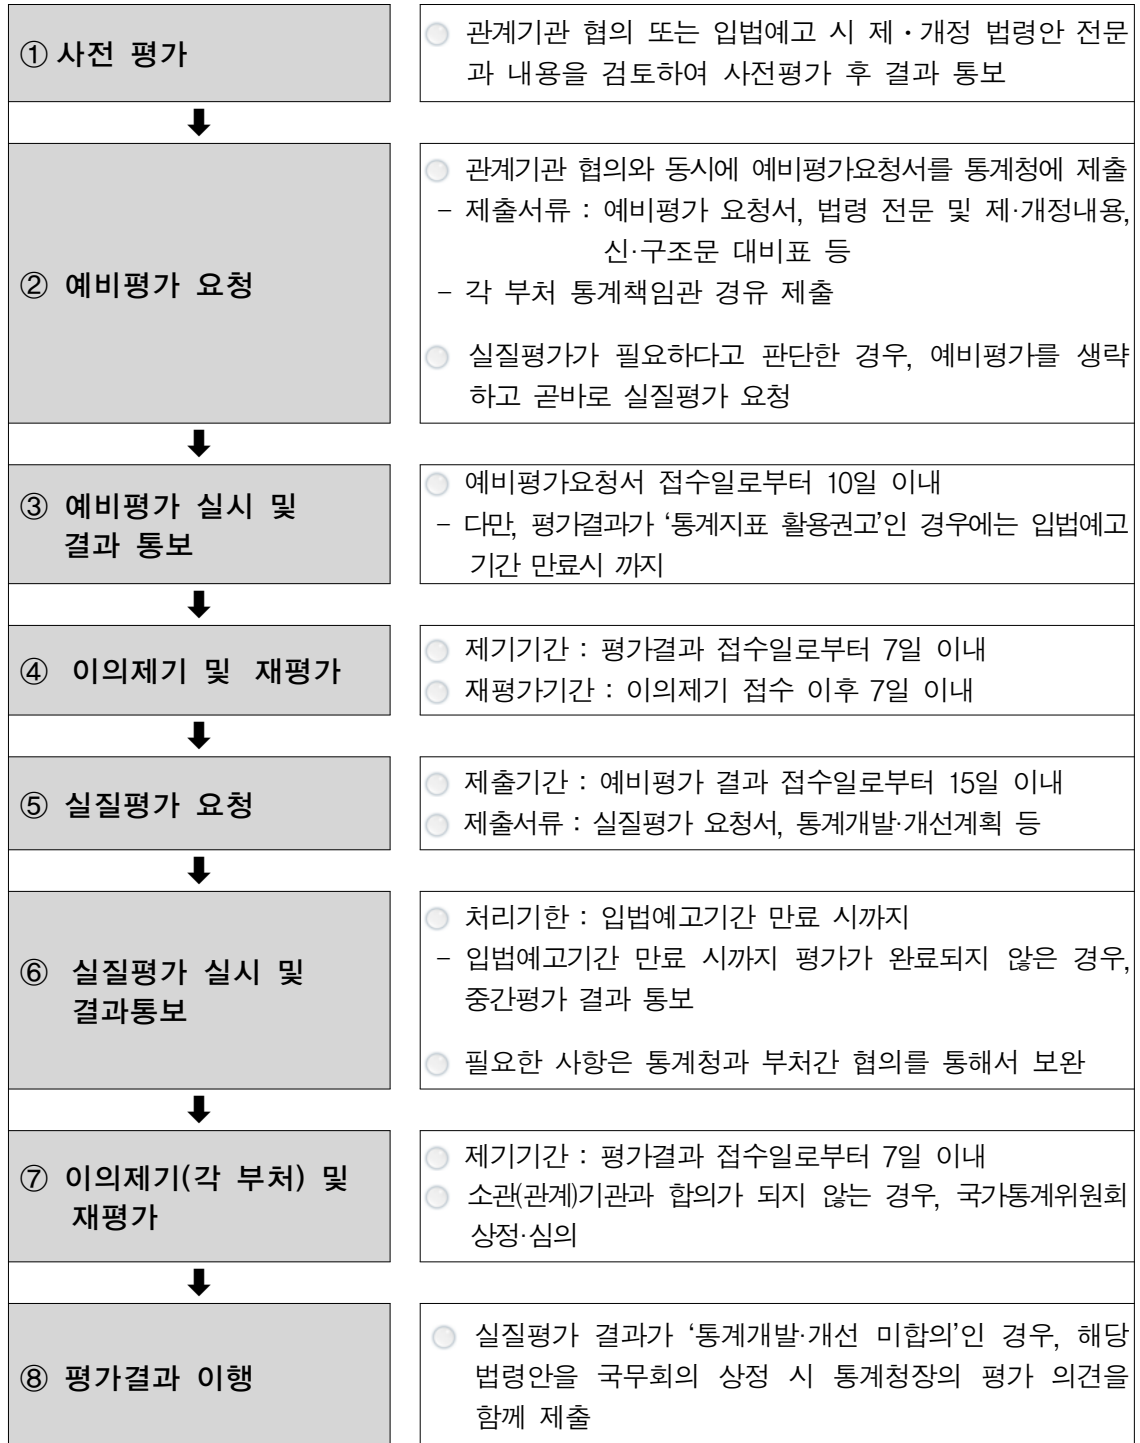 ① 사전 평가
관계기관 협의 또는 입법예고 시 제・개정 법령안 전문
과 내용을 검토하여 사전평가 후 결과 통보
② 예비평가 요청
관계기관 협의와 동시에 예비평가요청서를 통계청에 제출
- 제출서류 : 예비평가 요청서, 법령 전문 및 제·개정내용,
신·구조문 대비표 등
- 각 부처 통계책임관 경유 제출
실질평가가 필요하다고 판단한 경우, 예비평가를 생략
하고 곧바로 실질평가 요청
③ 예비평가 실시 및
결과 통보
예비평가요청서 접수일로부터 10일 이내
- 다만, 평가결과가 ‘통계지표 활용권고’인 경우에는 입법예고
기간 만료시 까지
④ 이의제기 및 재평가
제기기간 : 평가결과 접수일로부터 7일 이내
재평가기간 : 이의제기 접수 이후 7일 이내
⑤ 실질평가 요청
제출기간 : 예비평가 결과 접수일로부터 15일 이내
제출서류 : 실질평가 요청서, 통계개발·개선계획 등
⑥ 실질평가 실시 및
결과통보
처리기한 : 입법예고기간 만료 시까지
- 입법예고기간 만료 시까지 평가가 완료되지 않은 경우,
중간평가 결과 통보
필요한 사항은 통계청과 부처간 협의를 통해서 보완
⑦ 이의제기(각 부처) 및
재평가
제기기간 : 평가결과 접수일로부터 7일 이내
소관(관계)기관과 합의가 되지 않는 경우, 국가통계위원회
상정·심의
⑧ 평가결과 이행
실질평가 결과가 ‘통계개발·개선 미합의’인 경우, 해당
법령안을 국무회의 상정 시 통계청장의 평가 의견을
함께 제출